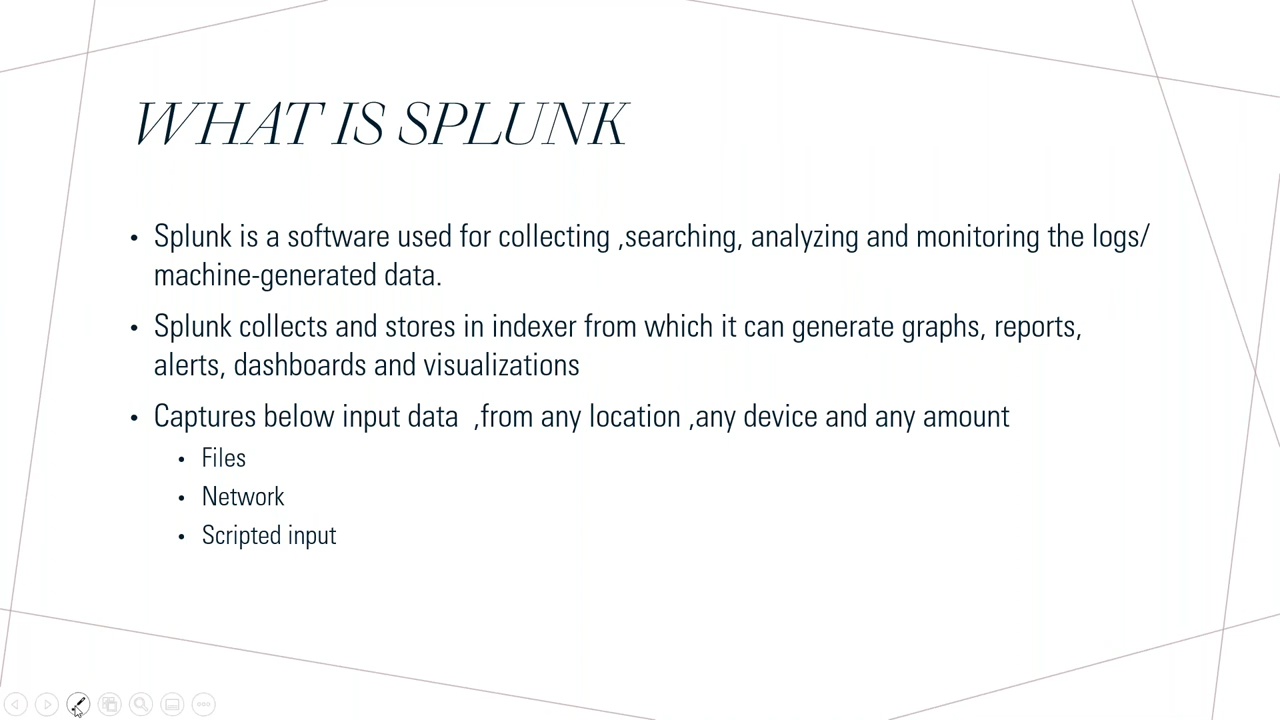 WHAT IS SPLUNK
• Splunk is a software used for collecting ,searching, analyzing and monitoring the logs/
machine-generated data.
• Splunk collects and stores in indexer from which it can generate graphs, reports,
alerts, dashboards and visualizations
• Captures below input data  ,from any location ,any device and any amount
• Files
• Network
• Scripted input